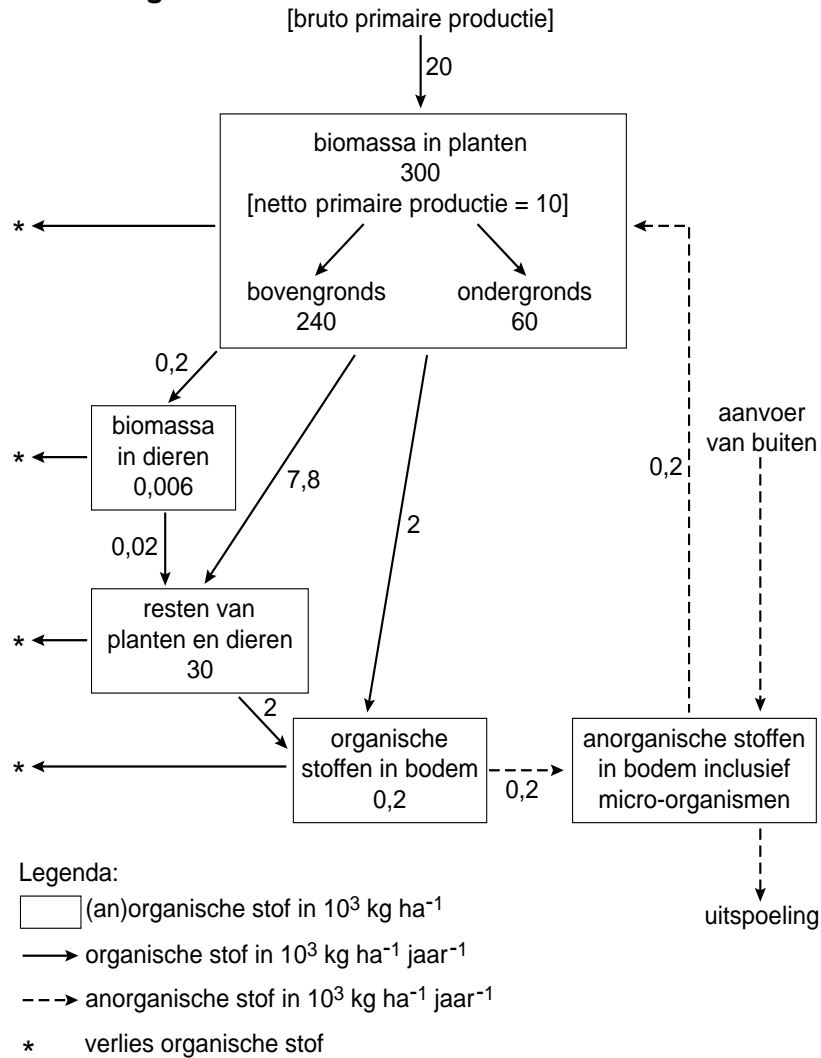 [bruto primaire productie]
20
biomassa in planten
300
[netto primaire productie = 10]
*
bovengronds
240
ondergronds
60
0,2
biomassa
in dieren
0,006
*
7,8
2
0,2
aanvoer
van buiten
0,02
resten van
planten en dieren
30
*
2
organische
stoffen in bodem
0,2
*
0,2
anorganische stoffen
in bodem inclusief
micro-organismen
uitspoeling
Legenda:
(an)organische stof in 10³ kg ha⁻¹
organische stof in 10³ kg ha⁻¹ jaar⁻¹
anorganische stof in 10³ kg ha⁻¹ jaar⁻¹
* verlies organische stof